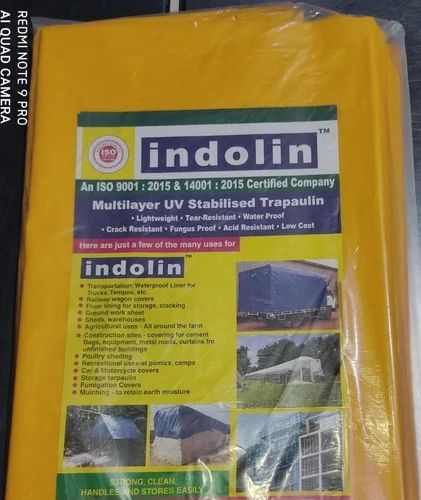 REDMI NOTE 9 PRO
AI QUAD CAMERA
ISO
indolin™
An ISO 9001 : 2015 & 14001 : 2015 Certified Company
Multilayer UV Stabilised Trapaulin
• Lightweight • Tear-Resistant • Water Proof
• Crack Resistant • Fungus Proof • Acid Resistant • Low Cost
Here are just a few of the many uses for
indolin™
• Transportation: Waterproof Liner for
Trucks, Tempos, etc.
• Railway wagon covers
• Floor lining for storage, stacking
• Ground work sheet
• Sheds, warehouses
• Agricultural uses - All around the farm
• Construction sites - covering for cement
Bags, equipment, metal roads, curtains fro
unfinished buildings
• Poultry shading
• Recreational uses-at picnics, camps
• Car & Motorcycle covers
• Storage tarpaulin
• Fumigation Covers
• Mulching - to retain earth moisture
STRONG, CLEAN,
HANDLES AND STORES EASILY